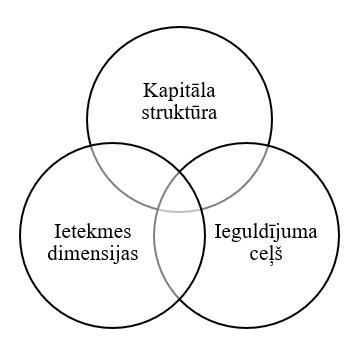 Kapitāla
struktūra
Ietekmes
dimensijas
Ieguldījuma
ceļš